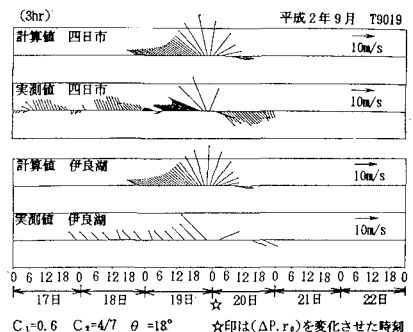 (3hr) 平成2年9月 T9019
計算値 四日市
10m/s
実測値 四日市
10m/s
計算値 伊良湖
10m/s
実測値 伊良湖
10m/s
0 6 12 18 0 6 12 18 0 6 12 18 0 6 12 18 0 6 12 18 0 6 12 18 0
17日 18日 19日 ☆ 20日 21日 22日
C₁=0.6 C₂=4/7 θ =18° ☆印は(ΔP.r₀)を変化させた時刻